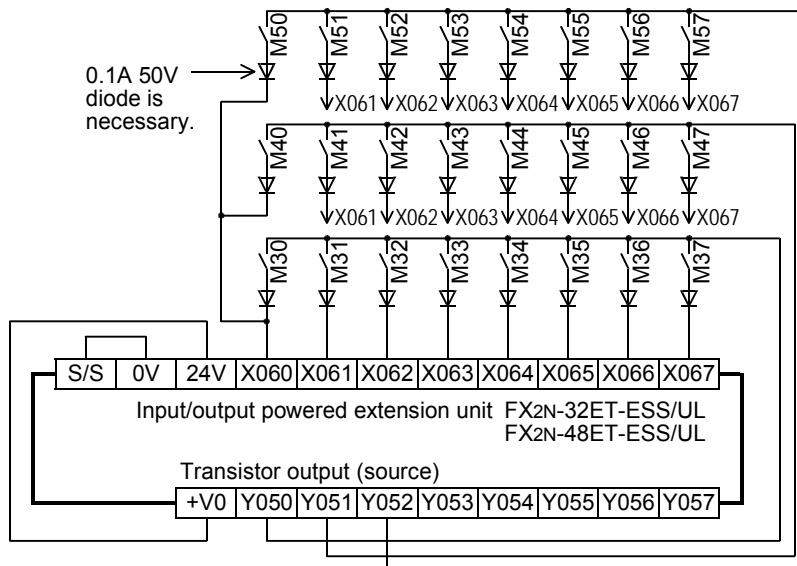 M50 M51 M52 M53 M54 M55 M56 M57
0.1A 50V
diode is
necessary.
X061 X062 X063 X064 X065 X066 X067
M40 M41 M42 M43 M44 M45 M46 M47
X061 X062 X063 X064 X065 X066 X067
M30 M31 M32 M33 M34 M35 M36 M37
S/S 0V 24V X060 X061 X062 X063 X064 X065 X066 X067
Input/output powered extension unit FX2N-32ET-ESS/UL
FX2N-48ET-ESS/UL
Transistor output (source)
+V0 Y050 Y051 Y052 Y053 Y054 Y055 Y056 Y057